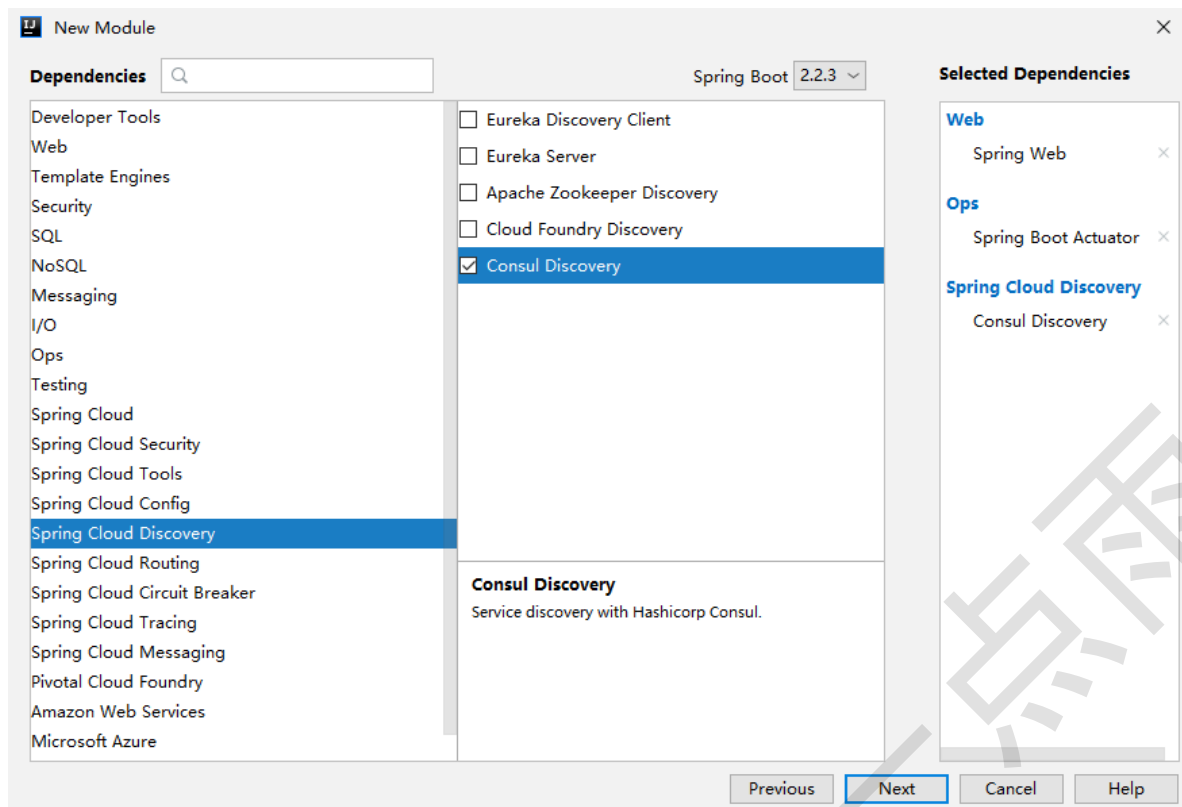 New Module
Dependencies
Spring Boot 2.2.3
Selected Dependencies
Developer Tools
Web
Template Engines
Security
SQL
NoSQL
Messaging
I/O
Ops
Testing
Spring Cloud
Spring Cloud Security
Spring Cloud Tools
Spring Cloud Config
Spring Cloud Discovery
Spring Cloud Routing
Spring Cloud Circuit Breaker
Spring Cloud Tracing
Spring Cloud Messaging
Pivotal Cloud Foundry
Amazon Web Services
Microsoft Azure
Eureka Discovery Client
Eureka Server
Apache Zookeeper Discovery
Cloud Foundry Discovery
Consul Discovery
Consul Discovery
Service discovery with Hashicorp Consul.
Web
Spring Web
Ops
Spring Boot Actuator
Spring Cloud Discovery
Consul Discovery
Previous
Next
Cancel
Help
点雨